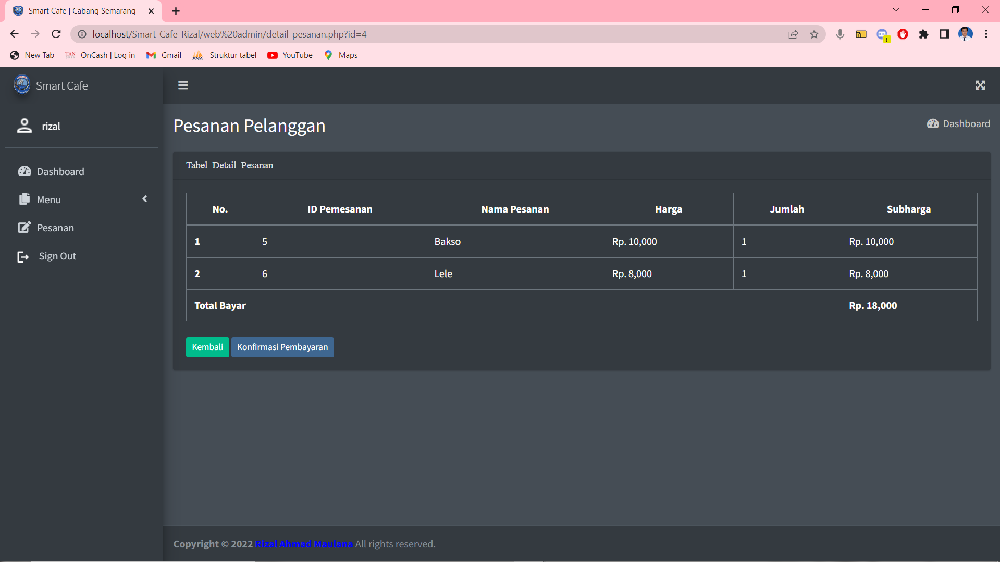 Smart Cafe | Cabang Semarang
localhost/Smart_Cafe_Rizal/web%20admin/detail_pesanan.php?id=4
New Tab TAN SKIN OnCash | Log in Gmail PMA Struktur tabel YouTube Maps
Smart Cafe
rizal
Dashboard
Menu
Pesanan
Sign Out
Pesanan Pelanggan
Dashboard
Tabel Detail Pesanan
No. ID Pemesanan Nama Pesanan Harga Jumlah Subharga
1 5 Bakso Rp. 10,000 1 Rp. 10,000
2 6 Lele Rp. 8,000 1 Rp. 8,000
Total Bayar Rp. 18,000
Kembali Konfirmasi Pembayaran
Copyright © 2022 Rizal Ahmad Maulana All rights reserved.